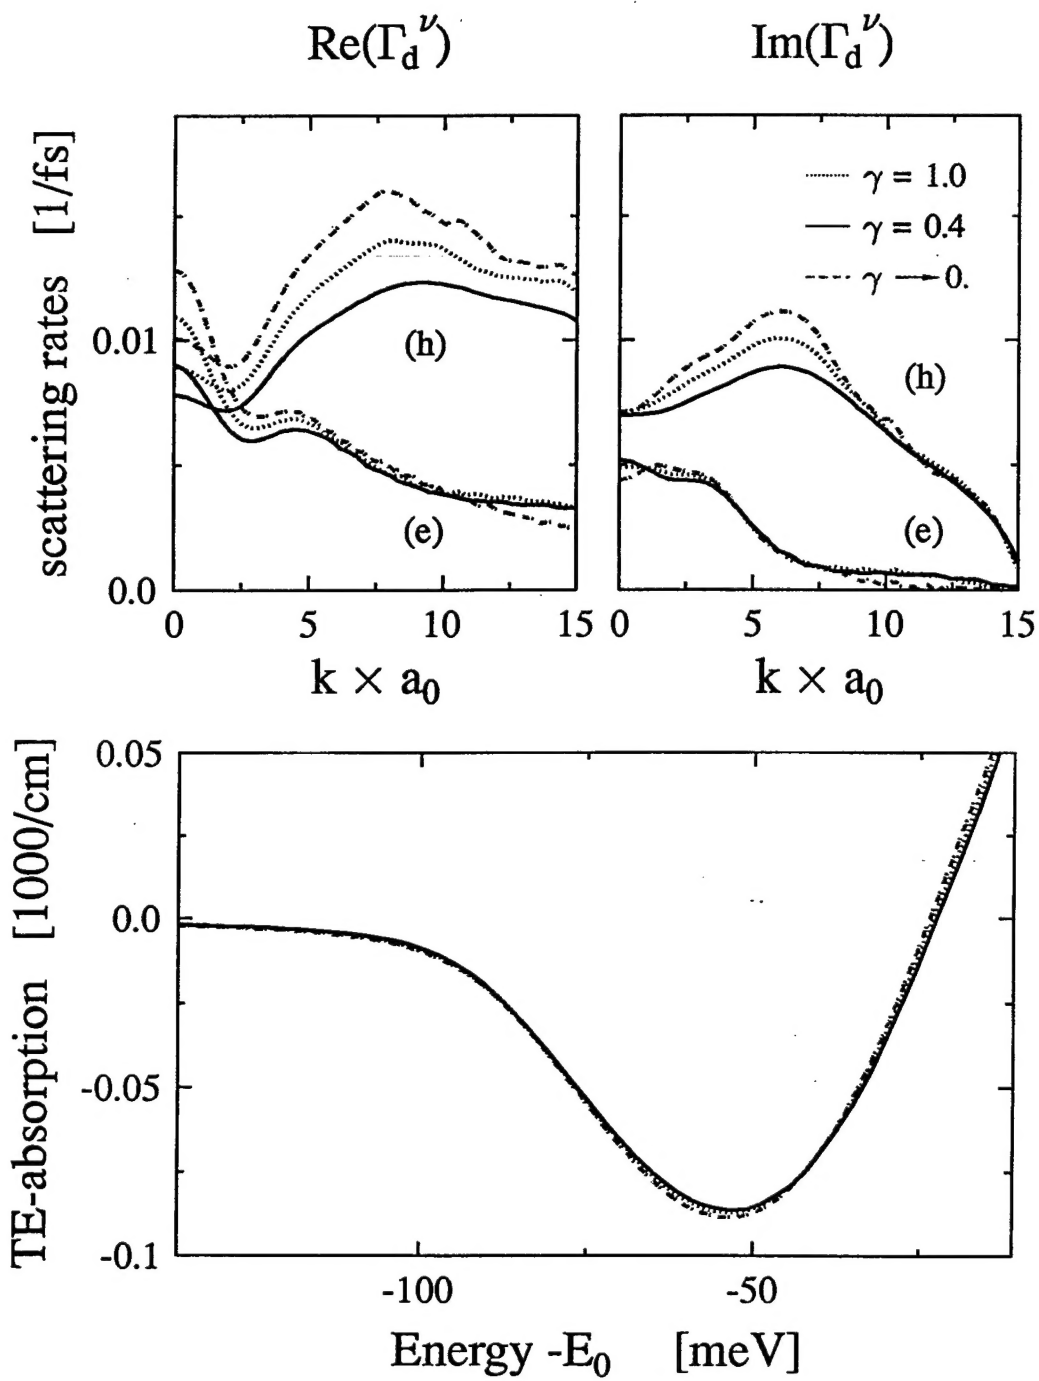 Re(Γ_d^ν) Im(Γ_d^ν)
scattering rates [1/fs]
0.01
0.0
γ = 1.0
γ = 0.4
γ → 0.
(h)
(e)
(h)
(e)
0 5 10 15 0 5 10 15
k × a₀ k × a₀
TE-absorption [1000/cm]
0.05
0.0
-0.05
-0.1
-100 -50
Energy -E₀ [meV]